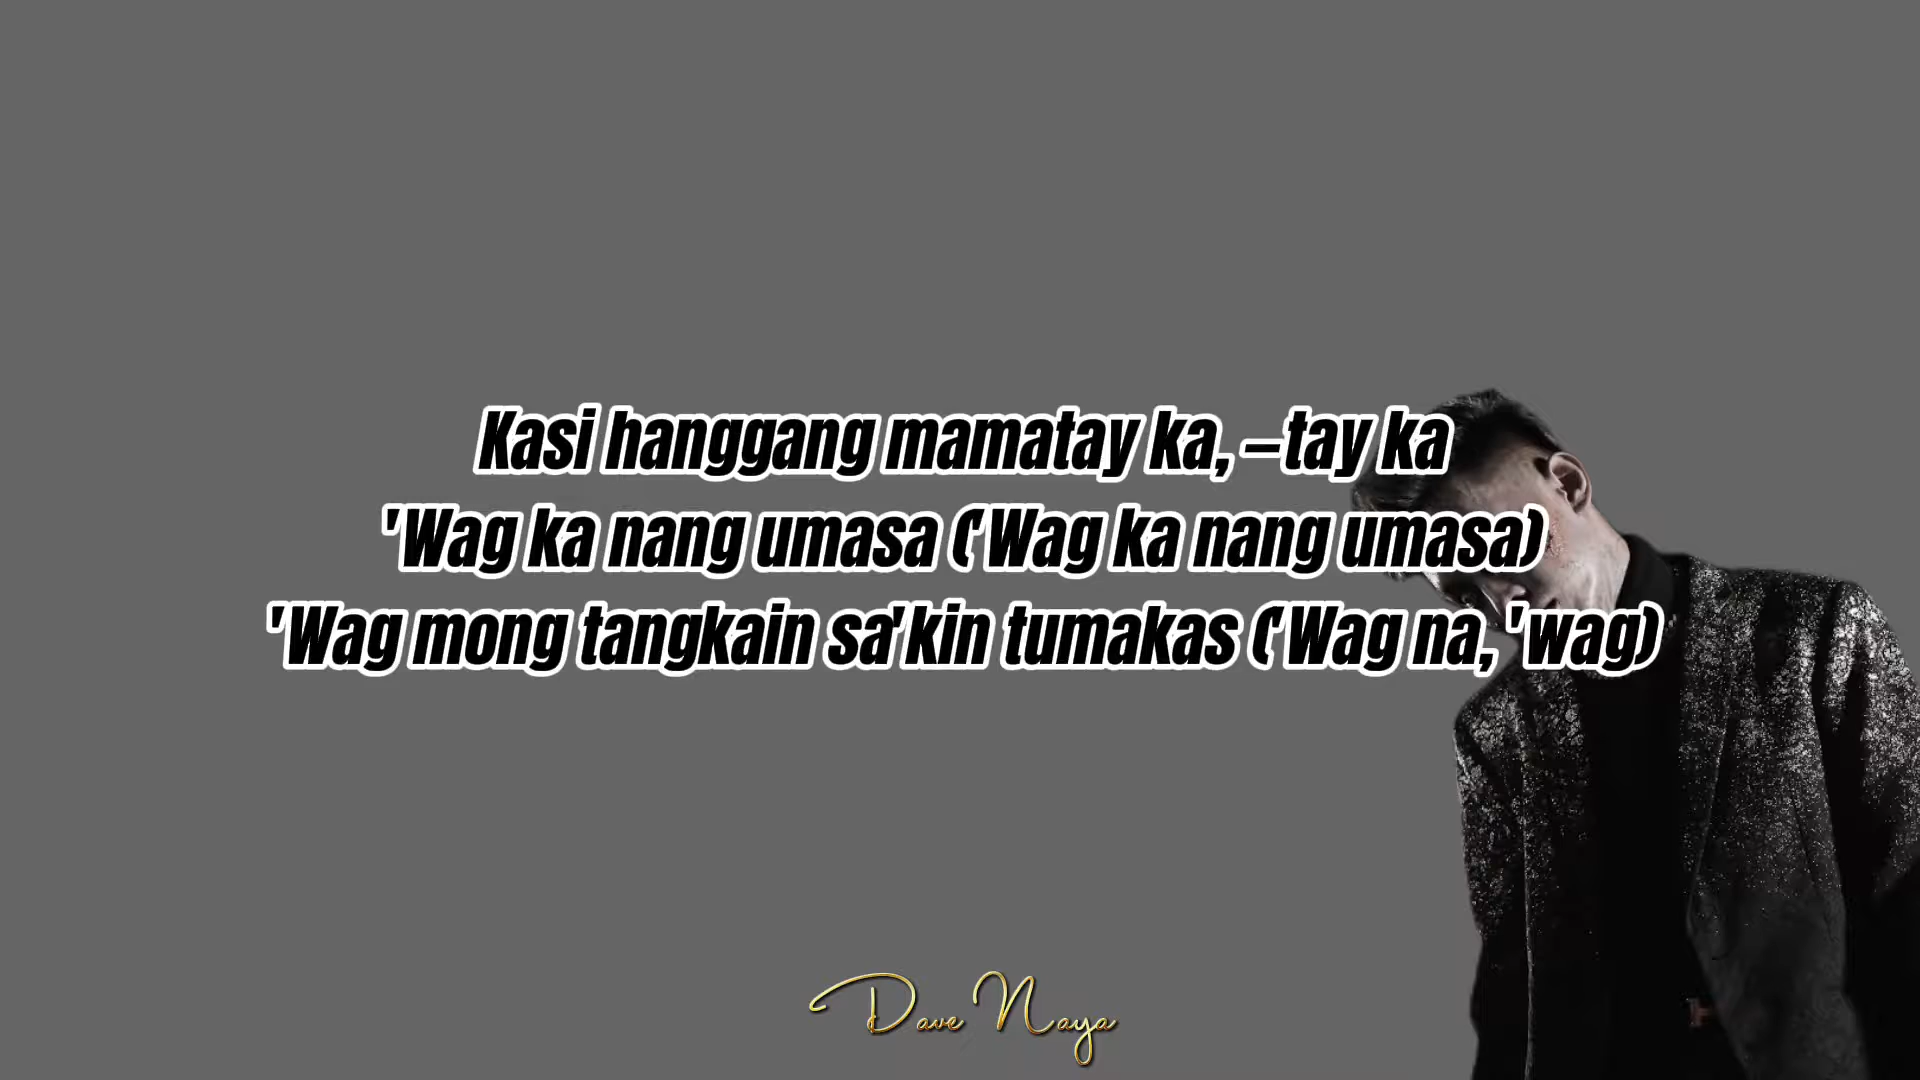 Kasi hanggang mamatay ka, –tay ka
'Wag ka nang umasa ('Wag ka nang umasa)
'Wag mong tangkain sa'kin tumakas ('Wag na, 'wag)
Dave Naya